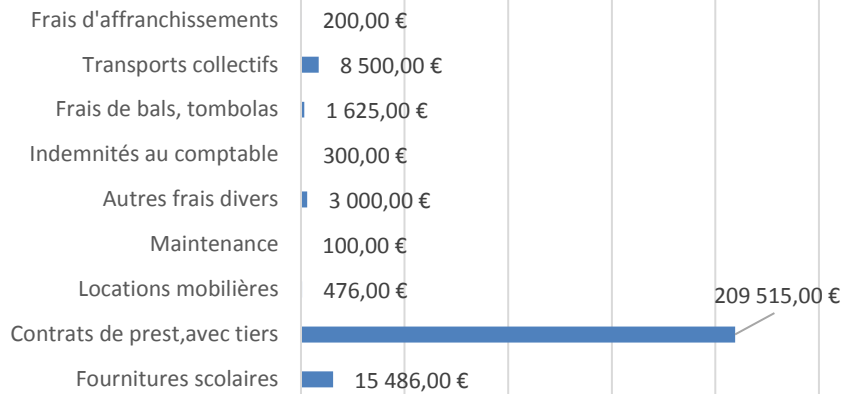 Frais d'affranchissements 200,00 €
Transports collectifs 8 500,00 €
Frais de bals, tombolas 1 625,00 €
Indemnités au comptable 300,00 €
Autres frais divers 3 000,00 €
Maintenance 100,00 €
Locations mobilières 476,00 €
209 515,00 €
Contrats de prest,avec tiers
Fournitures scolaires 15 486,00 €